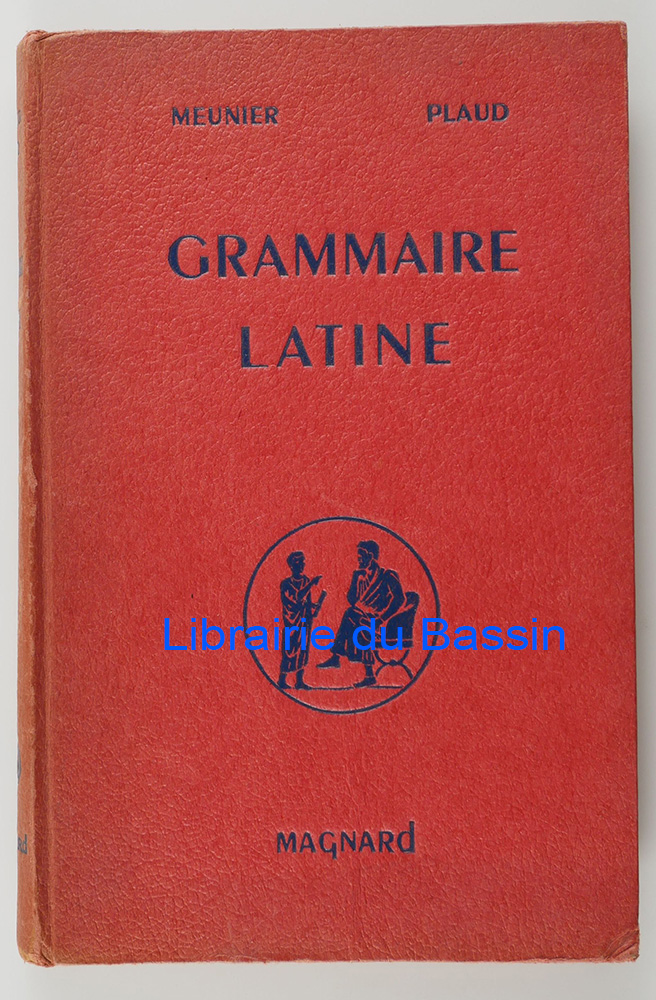 MEUNIER PLAUD
GRAMMAIRE
LATINE
Librairie du Bassin
MAGNARd